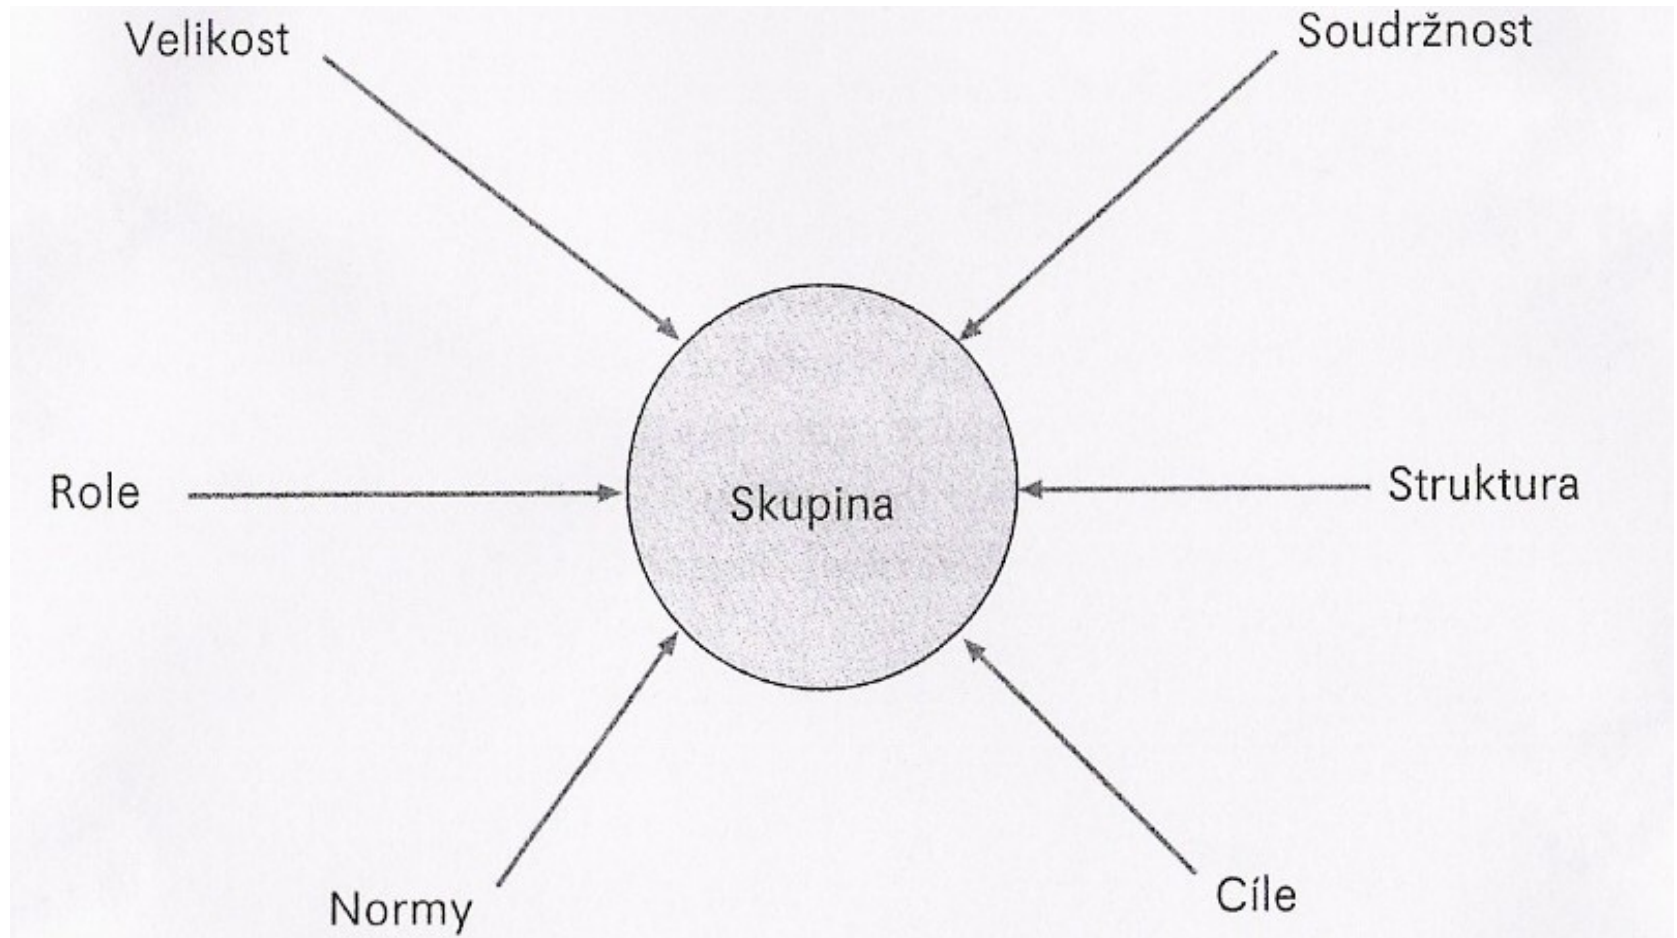 Velikost
Soudržnost
Role
Skupina
Struktura
Normy
Cíle